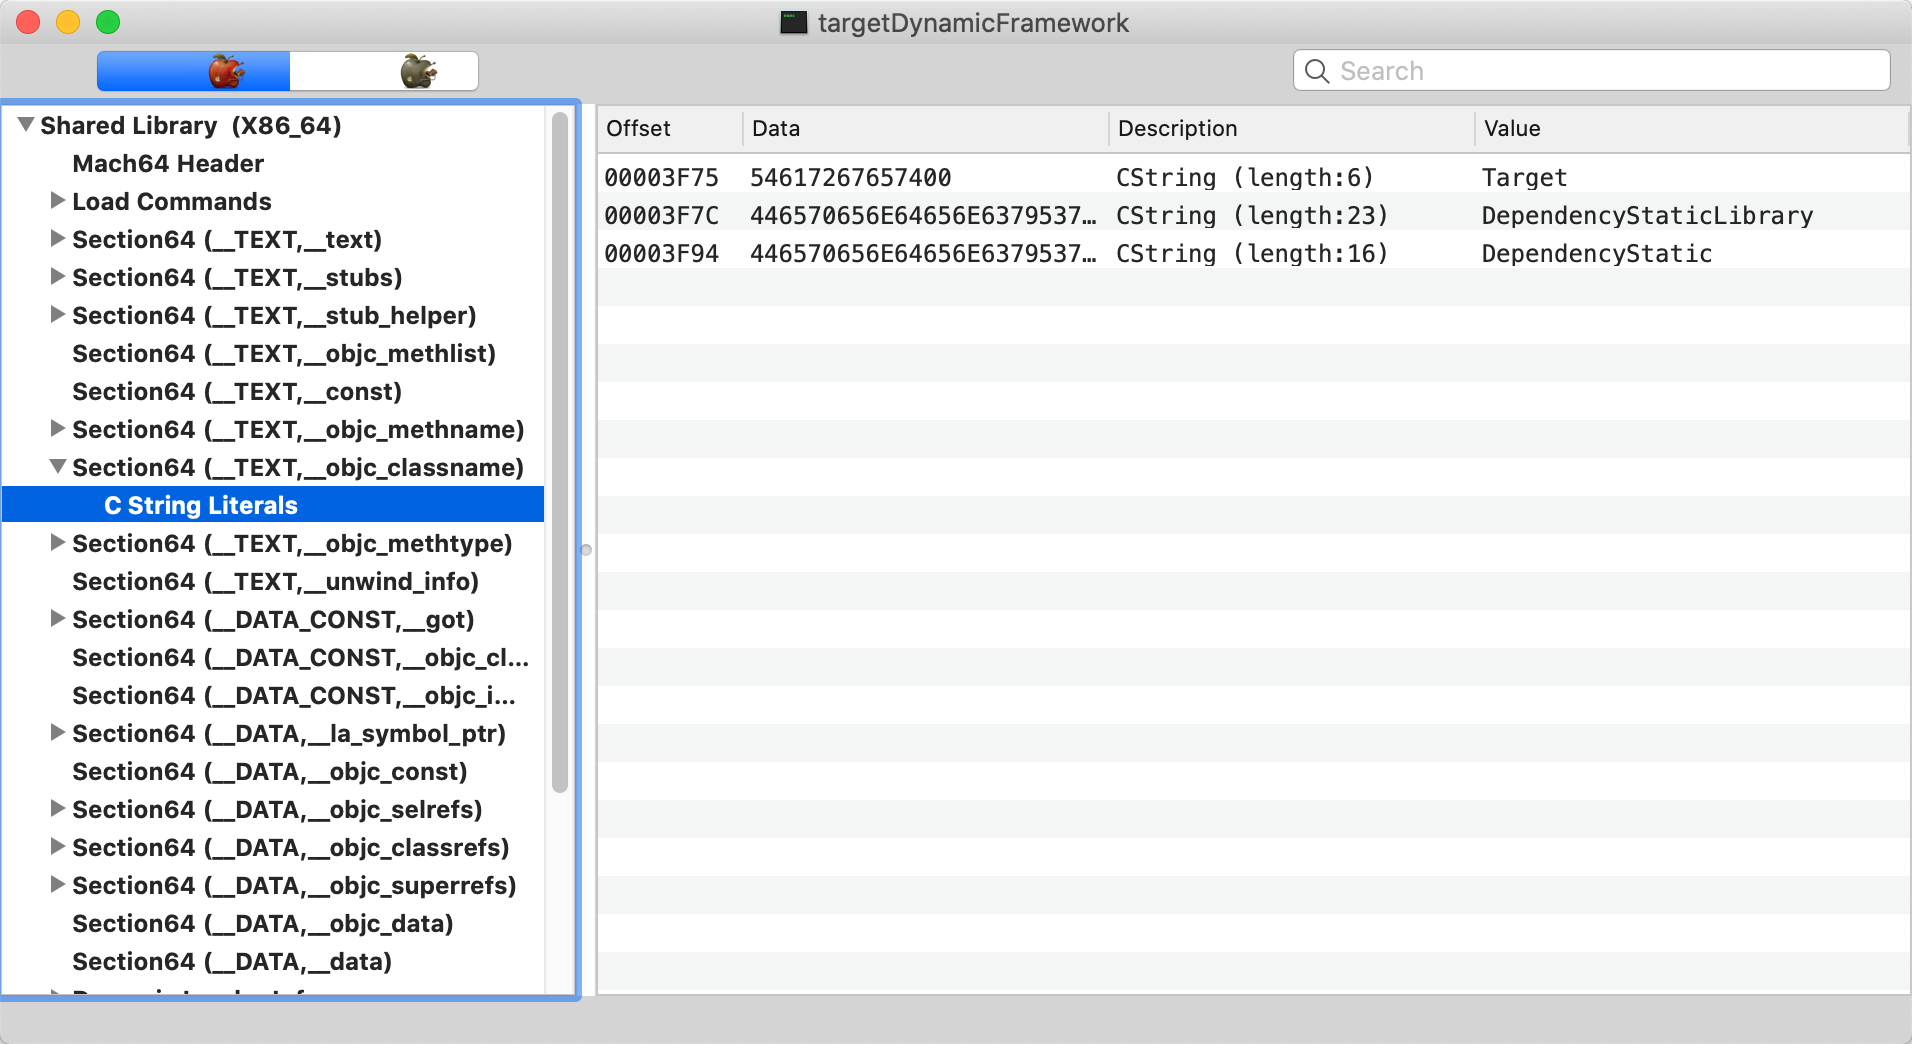 targetDynamicFramework
Search
Shared Library (X86_64)
Mach64 Header
Load Commands
Section64 (__TEXT,__text)
Section64 (__TEXT,__stubs)
Section64 (__TEXT,__stub_helper)
Section64 (__TEXT,__objc_methlist)
Section64 (__TEXT,__const)
Section64 (__TEXT,__objc_methname)
Section64 (__TEXT,__objc_classname)
C String Literals
Section64 (__TEXT,__objc_methtype)
Section64 (__TEXT,__unwind_info)
Section64 (__DATA_CONST,__got)
Section64 (__DATA_CONST,__objc_cl...
Section64 (__DATA_CONST,__objc_i...
Section64 (__DATA,__la_symbol_ptr)
Section64 (__DATA,__objc_const)
Section64 (__DATA,__objc_selrefs)
Section64 (__DATA,__objc_classrefs)
Section64 (__DATA,__objc_superrefs)
Section64 (__DATA,__objc_data)
Section64 (__DATA,__data)
Offset Data Description Value
00003F75 54617267657400 CString (length:6) Target
00003F7C 446570656E64656E6379537... CString (length:23) DependencyStaticLibrary
00003F94 446570656E64656E6379537... CString (length:16) DependencyStatic